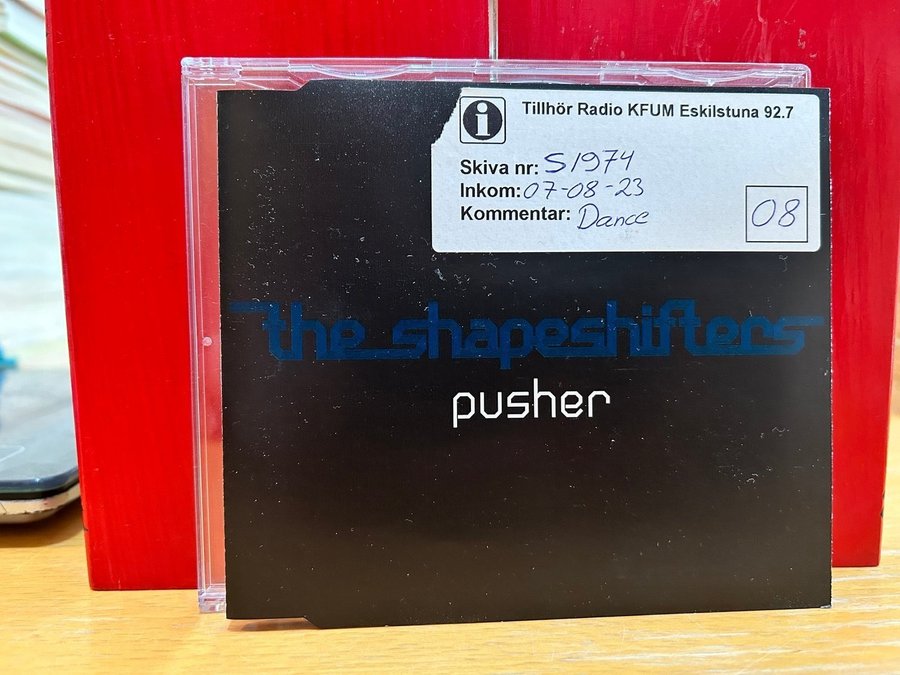 i
Tillhör Radio KFUM Eskilstuna 92.7
Skiva nr: S1974
Inkom: 07-08-23
Kommentar: Dance
08
the shapeshifters
pusher